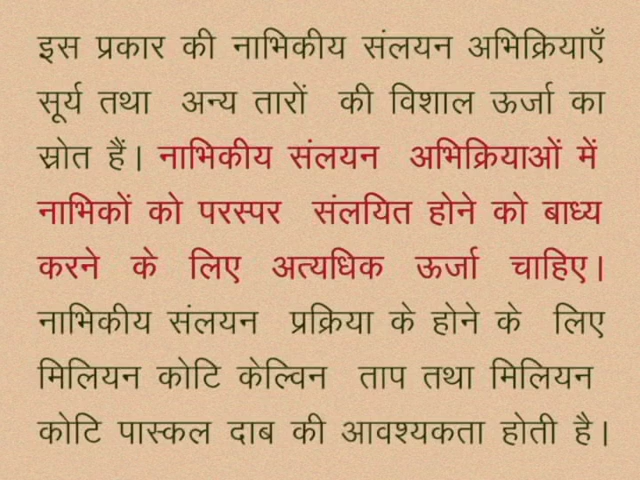 इस प्रकार की नाभिकीय संलयन अभिक्रियाएँ
सूर्य तथा अन्य तारों की विशाल ऊर्जा का
स्रोत हैं। नाभिकीय संलयन अभिक्रियाओं में
नाभिकों को परस्पर संलयित होने को बाध्य
करने के लिए अत्यधिक ऊर्जा चाहिए।
नाभिकीय संलयन प्रक्रिया के होने के लिए
मिलियन कोटि केल्विन ताप तथा मिलियन
कोटि पास्कल दाब की आवश्यकता होती है।